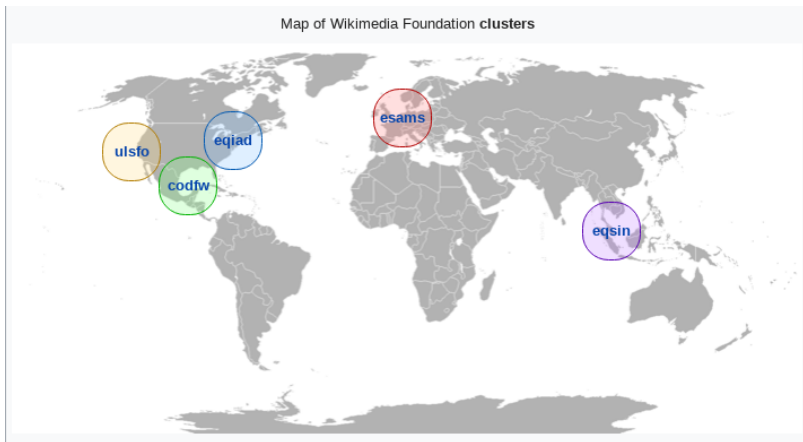 Map of Wikimedia Foundation clusters
esams
eqiad
ulsfo
codfw
eqsin